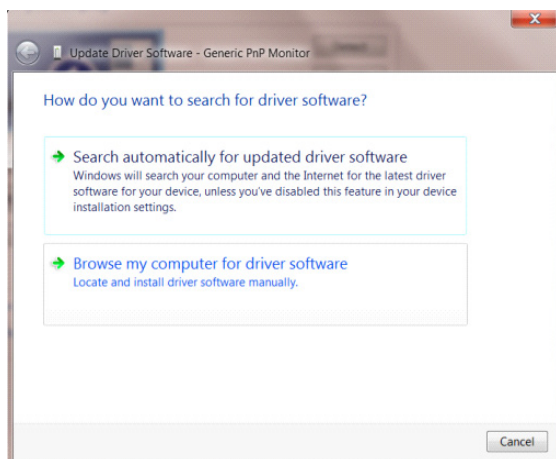 Update Driver Software - Generic PnP Monitor
How do you want to search for driver software?
Search automatically for updated driver software
Windows will search your computer and the Internet for the latest driver
software for your device, unless you've disabled this feature in your device
installation settings.
Browse my computer for driver software
Locate and install driver software manually.
Cancel